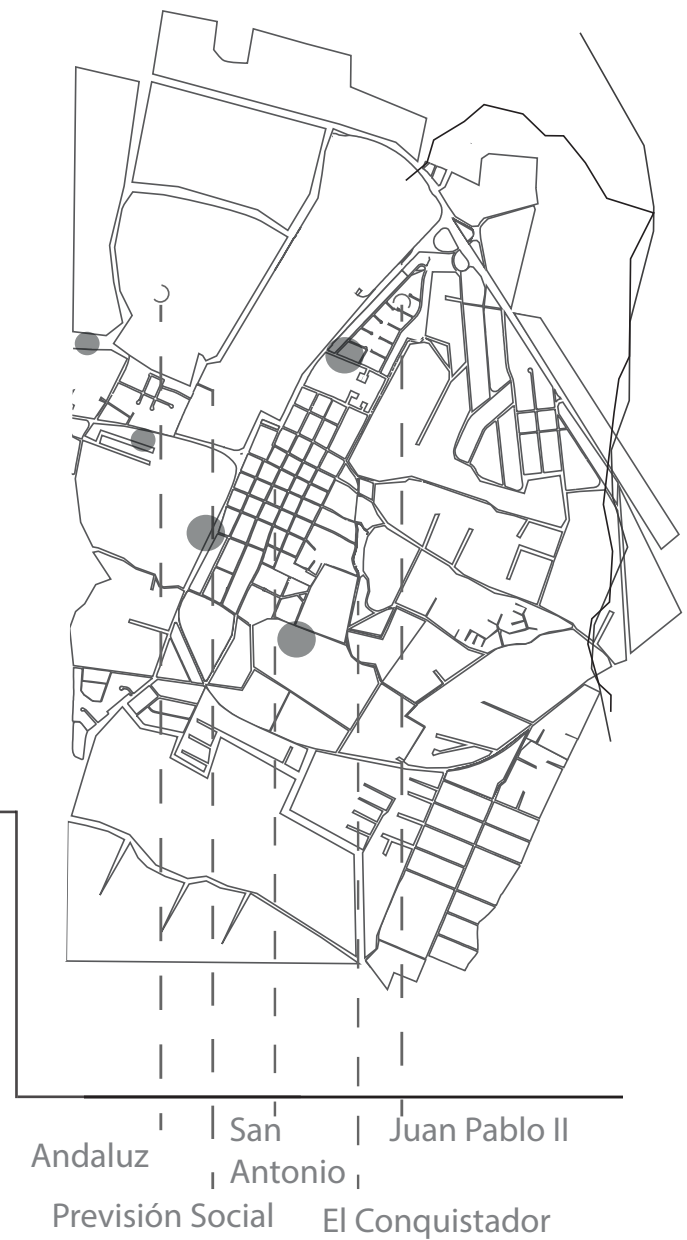 San
Juan Pablo II
Andaluz
Antonio
Previsión Social
El Conquistador